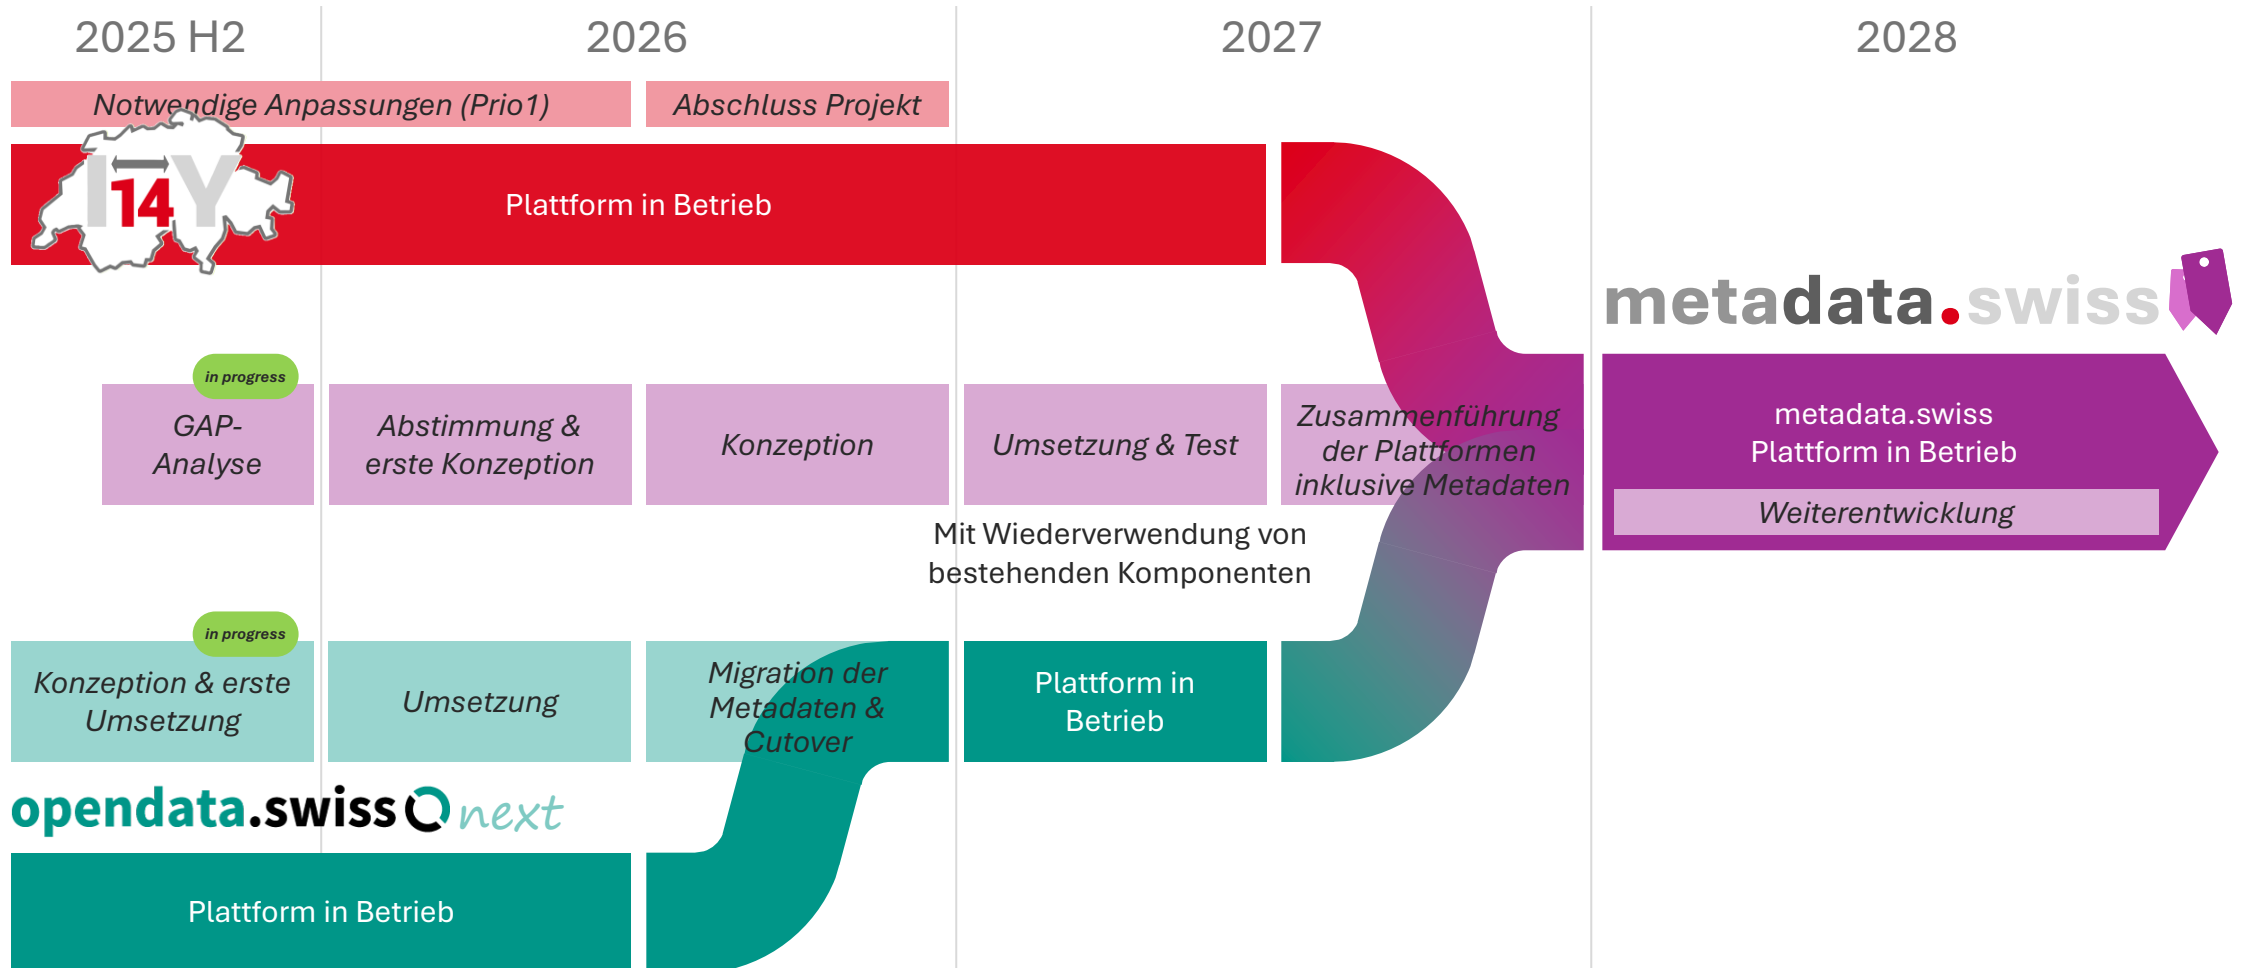 2025 H2
2026
2027
2028
Notwendige Anpassungen (Prio1)
Abschluss Projekt
I14Y
Plattform in Betrieb
metadata.swiss
in progress
GAP-
Analyse
Abstimmung &
erste Konzeption
Konzeption
Umsetzung & Test
Zusammenführung
der Plattformen
inklusive Metadaten
metadata.swiss
Plattform in Betrieb
Weiterentwicklung
Mit Wiederverwendung von
bestehenden Komponenten
in progress
Konzeption & erste
Umsetzung
Umsetzung
Migration der
Metadaten &
Cutover
Plattform in
Betrieb
opendata.swiss next
Plattform in Betrieb